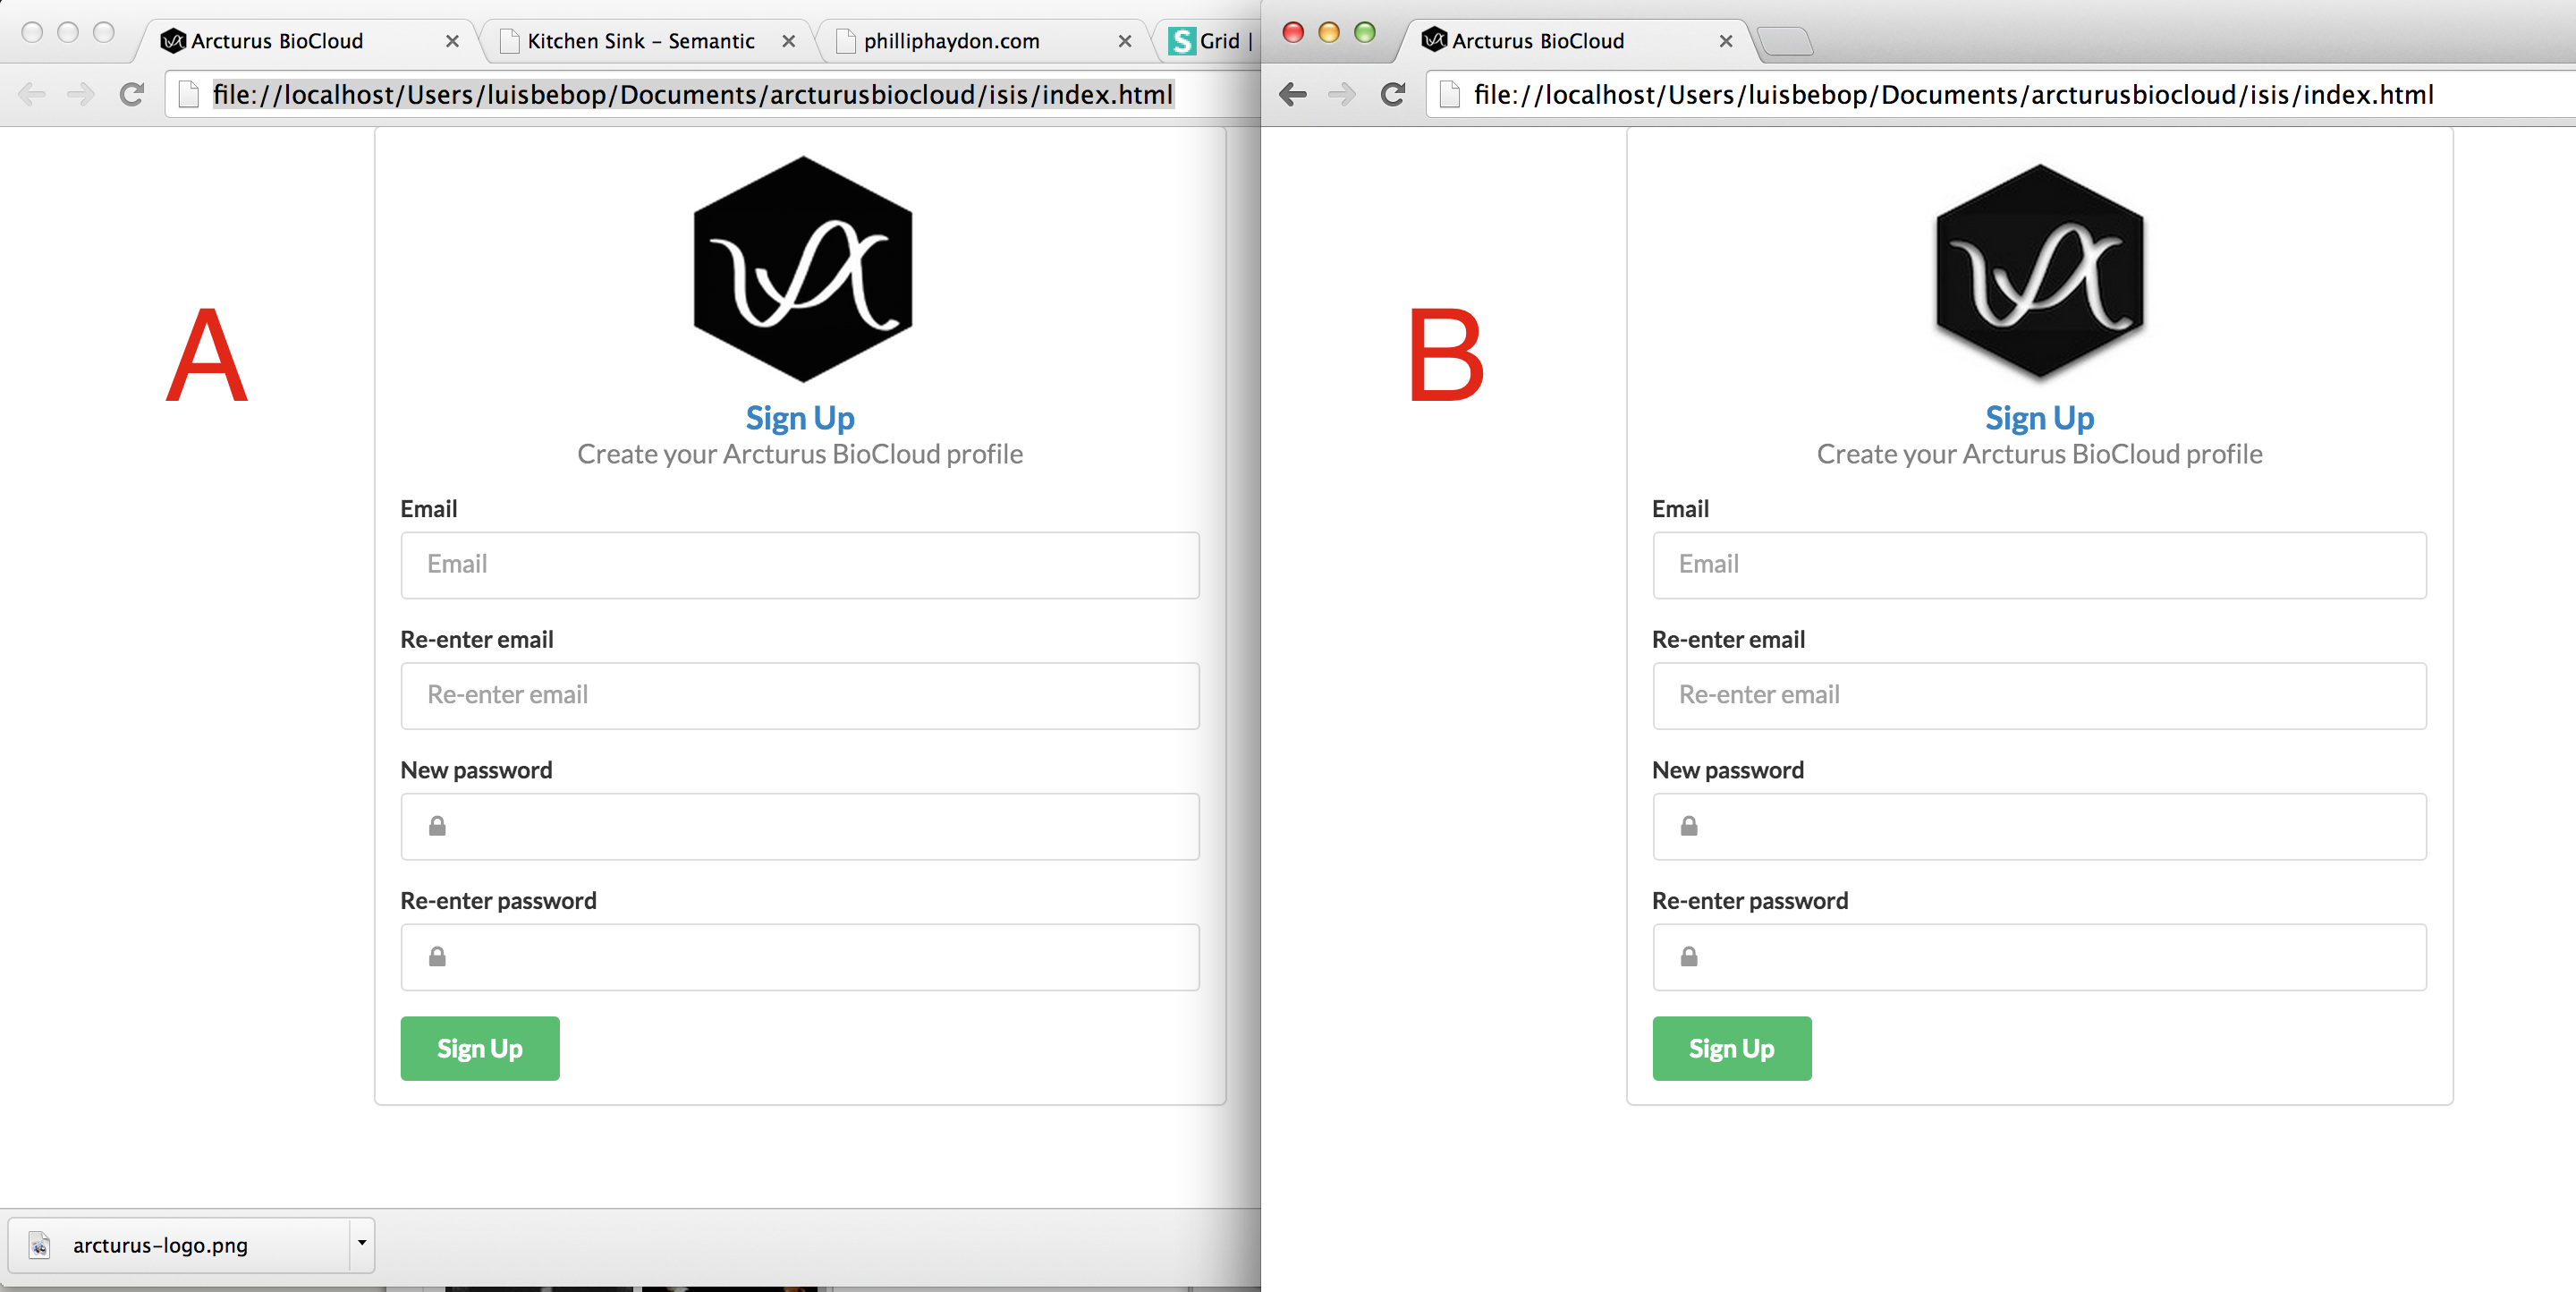 Arcturus BioCloud
Kitchen Sink - Semantic
philliphaydon.com
S Grid |
file://localhost/Users/luisbebop/Documents/arcturusbiocloud/isis/index.html
A
Sign Up
Create your Arcturus BioCloud profile
Email
Email
Re-enter email
Re-enter email
New password
Re-enter password
Sign Up
arcturus-logo.png
Arcturus BioCloud
file://localhost/Users/luisbebop/Documents/arcturusbiocloud/isis/index.html
B
Sign Up
Create your Arcturus BioCloud profile
Email
Email
Re-enter email
Re-enter email
New password
Re-enter password
Sign Up